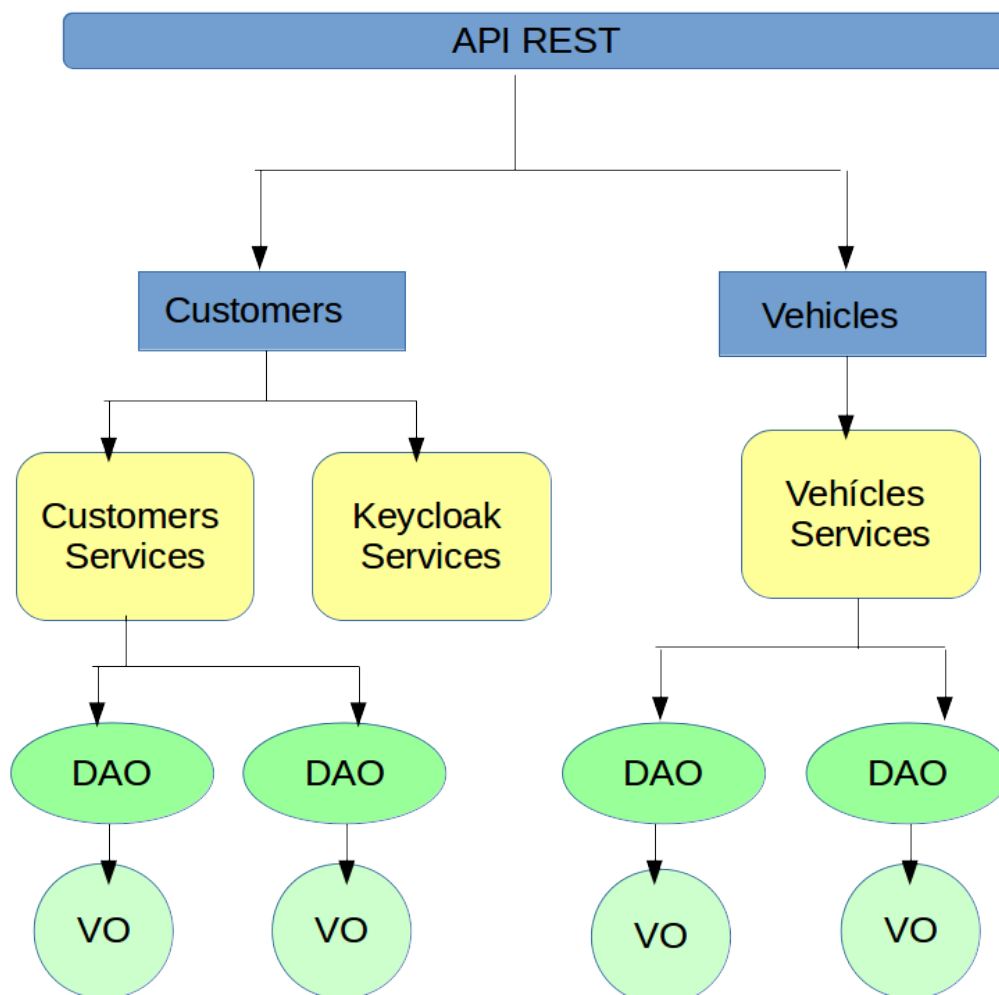 API REST
Customers
Vehicles
Customers
Services
Keycloak
Services
Vehícles
Services
DAO
DAO
DAO
DAO
VO
VO
VO
VO